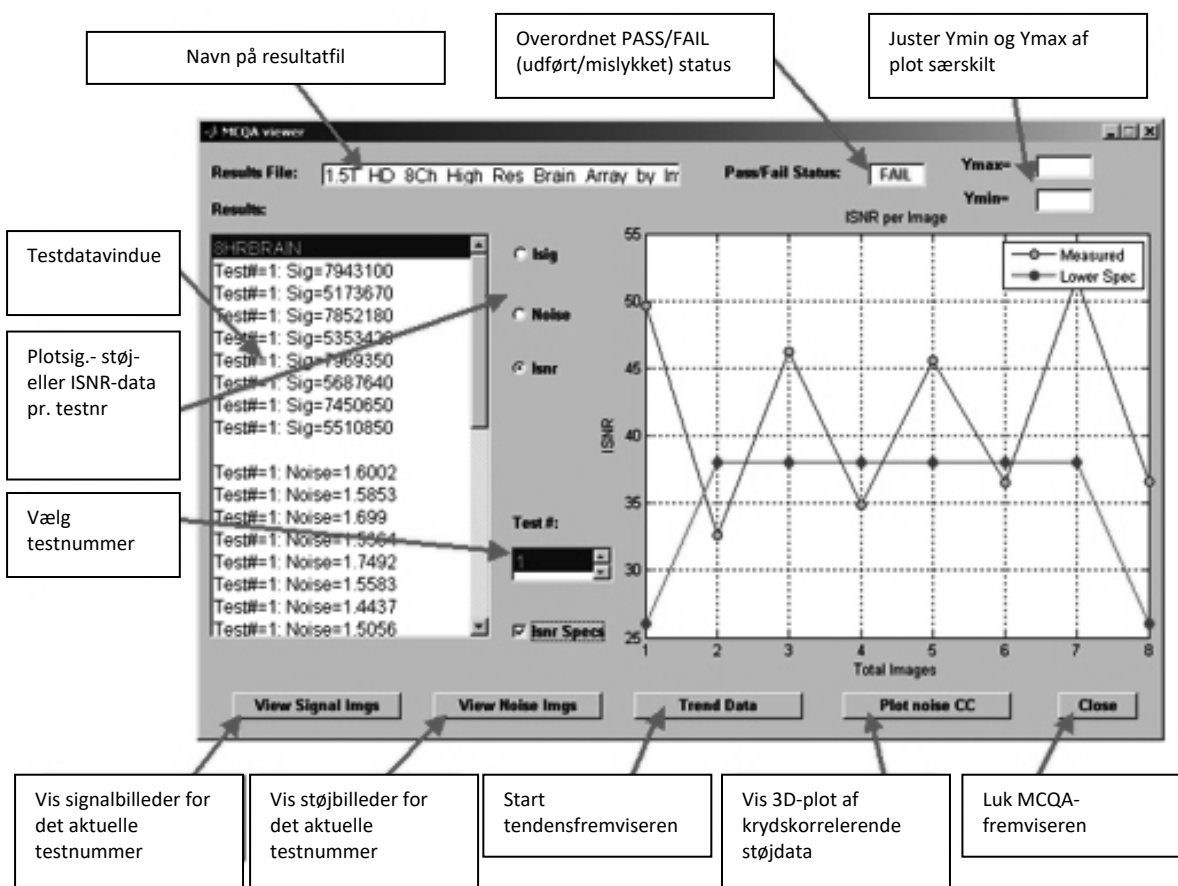 Navn på resultatfil
Overordnet PASS/FAIL
(udført/mislykket) status
Juster Ymin og Ymax af
plot særskilt
MCQA viewer
Results File:
1.5T HD 8Ch High Res Brain Array by Im
Pass/Fail Status:
FAIL
Ymax=
Ymin=
Results:
8HRBRAIN
Test#=1: Sig=7943100
Test#=1: Sig=5173670
Test#=1: Sig=7852180
Test#=1: Sig=5353430
Test#=1: Sig=7969350
Test#=1: Sig=5687640
Test#=1: Sig=7450650
Test#=1: Sig=5510850
Test#=1: Noise=1.6002
Test#=1: Noise=1.5853
Test#=1: Noise=1.699
Test#=1:
Test#=1: Noise=1.7492
Test#=1: Noise=1.5583
Test#=1: Noise=1.4437
Test#=1: Noise=1.5056
Isig
Noise
Isnr
Test #:
1
Isnr Specs
ISNR per Image
Measured
Lower Spec
ISNR
55
50
45
40
35
30
25
1 2 3 4 5 6 7 8
Total Images
View Signal Imgs
View Noise Imgs
Trend Data
Plot noise CC
Close
Testdatavindue
Plotsig.- støj-
eller ISNR-data
pr. testnr
Vælg
testnummer
Vis signalbilleder for
det aktuelle
testnummer
Vis støjbilleder for
det aktuelle
testnummer
Start
tendensfremviseren
Vis 3D-plot af
krydskorrelerende
støjdata
Luk MCQA-
fremviseren